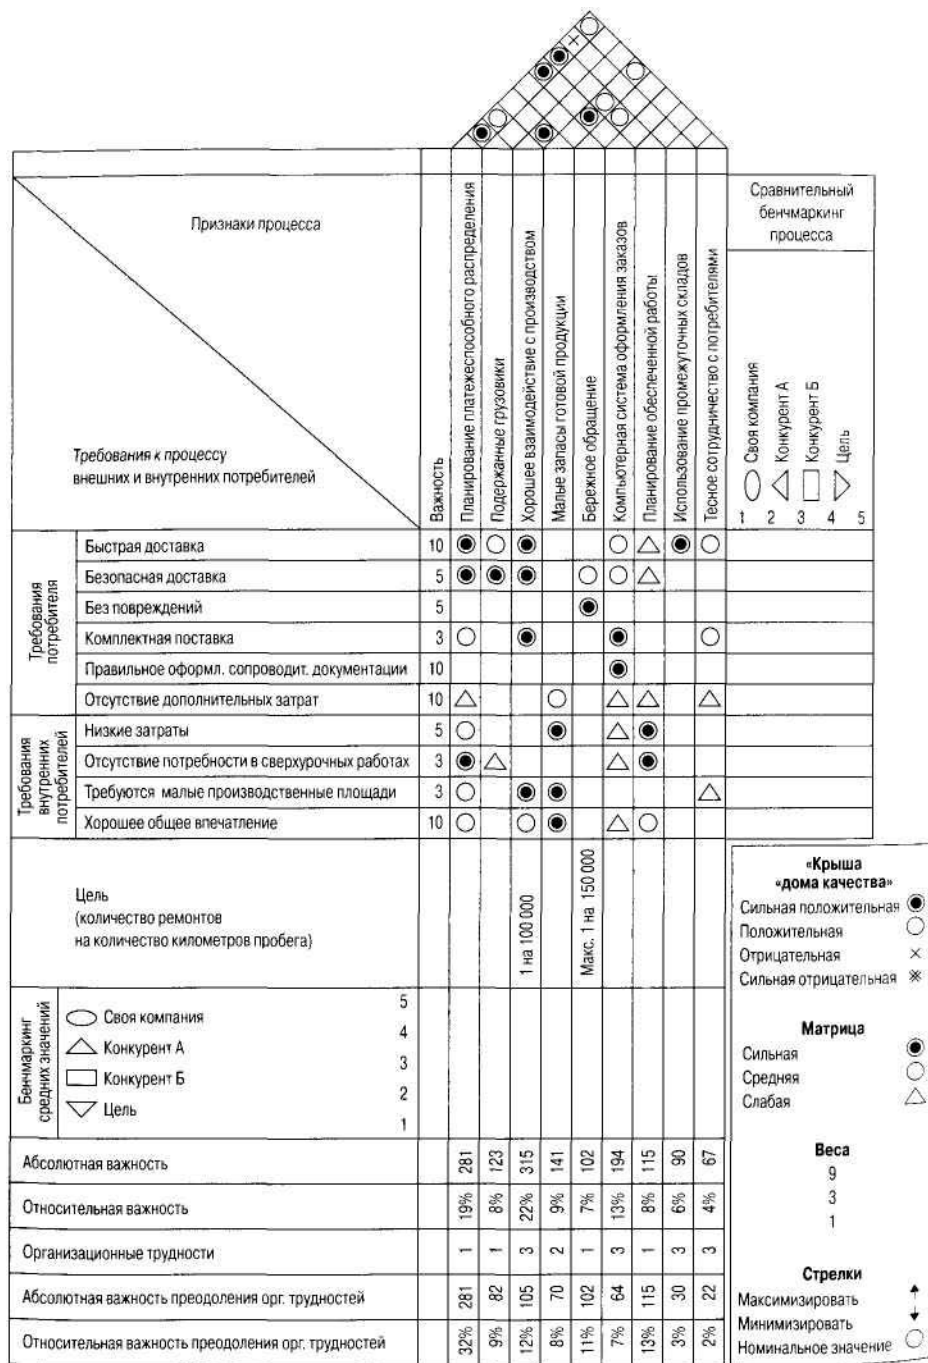 Признаки процесса
Требования к процессу
внешних и внутренних потребителей
Важность
Планирование платежеспособного распределения
Подержанные грузовики
Хорошее взаимодействие с производством
Малые запасы готовой продукции
Бережное обращение
Компьютерная система оформления заказов
Планирование обеспеченной работы
Использование промежуточных складов
Тесное сотрудничество с потребителями
Сравнительный
бенчмаркинг
процесса
Своя компания
Конкурент А
Конкурент Б
Цель
1 2 3 4 5
Требования
потребителя
Быстрая доставка 10
Безопасная доставка 5
Без повреждений 5
Комплектная поставка 3
Правильное оформл. сопроводит. документации 10
Отсутствие дополнительных затрат 10
Требования
внутренних
потребителей
Низкие затраты 5
Отсутствие потребности в сверхурочных работах 3
Требуются малые производственные площади 3
Хорошее общее впечатление 10
Цель
(количество ремонтов
на количество километров пробега)
1 на 100 000
Макс. 1 на 150 000
«Крыша
«дома качества»
Сильная положительная
Положительная
Отрицательная
Сильная отрицательная
Бенчмаркинг
средних значений
Своя компания
Конкурент А
Конкурент Б
Цель
5
4
3
2
1
Матрица
Сильная
Средняя
Слабая
Абсолютная важность 281 123 315 141 102 194 115 90 67
Относительная важность 19% 8% 22% 9% 7% 13% 8% 6% 4%
Организационные трудности 1 1 3 2 1 3 1 3 3
Абсолютная важность преодоления орг. трудностей 281 82 105 70 102 64 115 30 22
Относительная важность преодоления орг. трудностей 32% 9% 12% 8% 11% 7% 13% 3% 2%
Веса
9
3
1
Стрелки
Максимизировать
Минимизировать
Номинальное значение